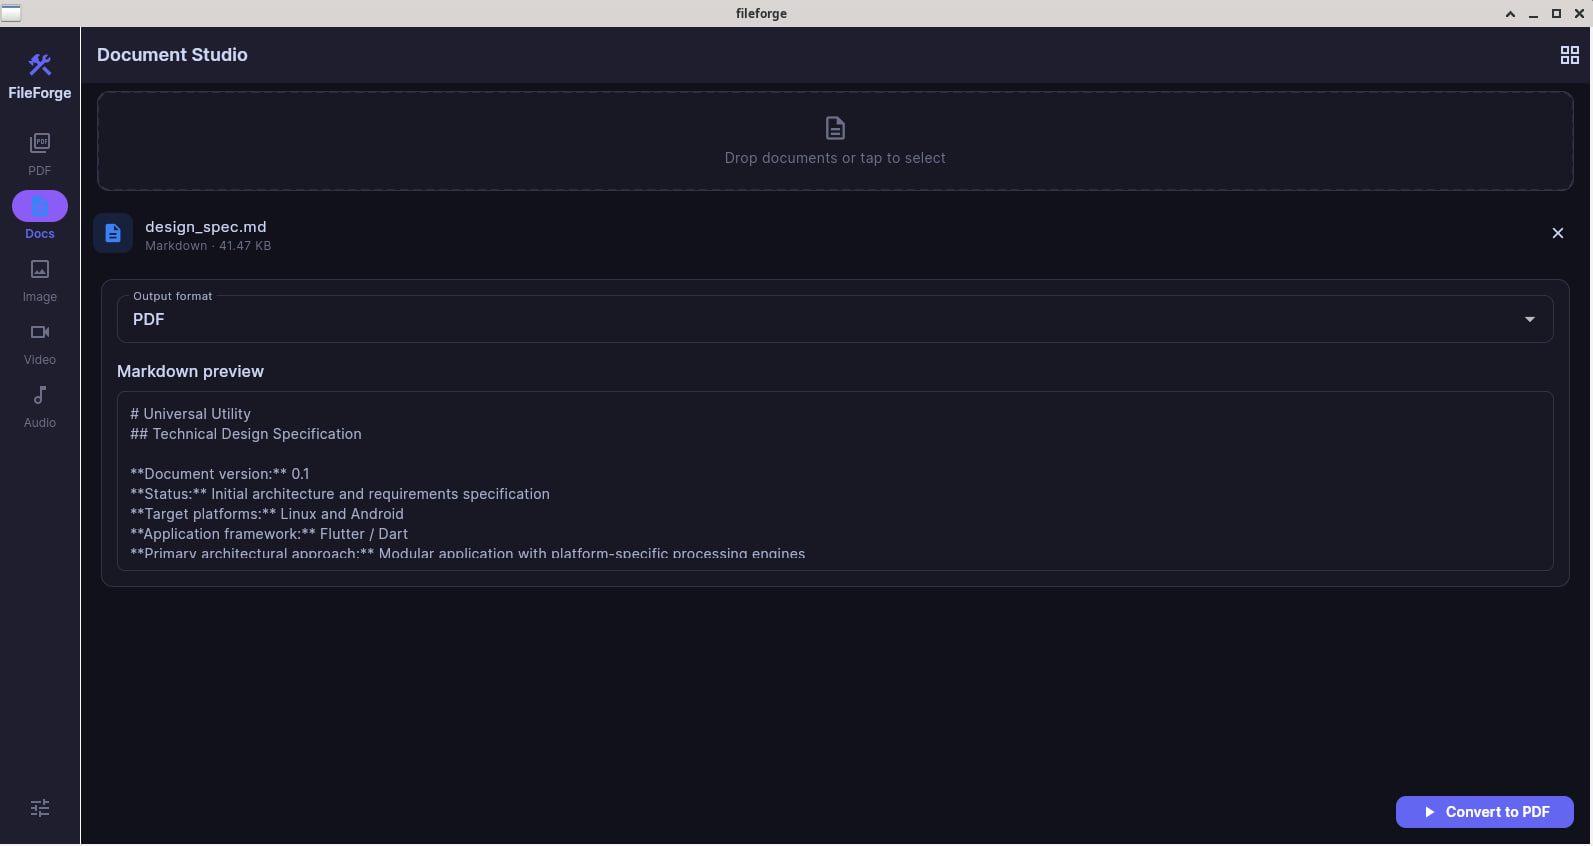 fileforge
FileForge
PDF
PDF
Docs
Image
Video
Audio
Document Studio
Drop documents or tap to select
design_spec.md
Markdown · 41.47 KB
Output format
PDF
Markdown preview
# Universal Utility
## Technical Design Specification
**Document version:** 0.1
**Status:** Initial architecture and requirements specification
**Target platforms:** Linux and Android
**Application framework:** Flutter / Dart
**Primary architectural approach:** Modular application with platform-specific processing engines
Convert to PDF